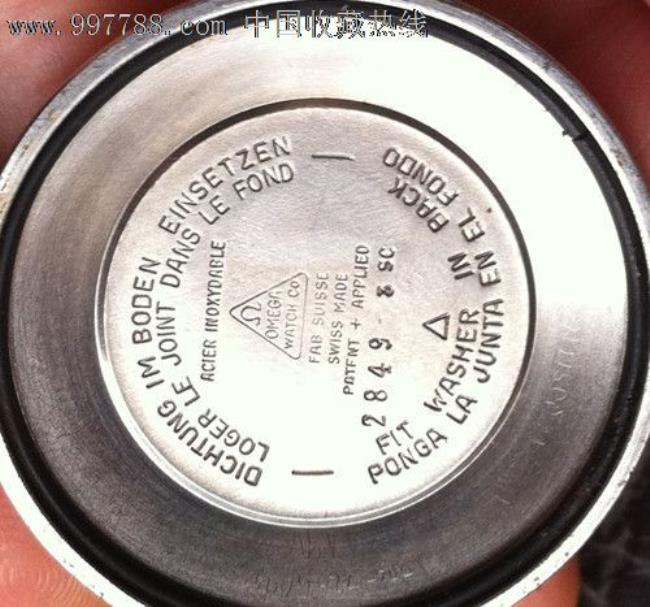 www.997788.com 中国收藏热线
DICHTUNG IM BODEN EINSETZEN
LOGER LE JOINT DANS LE FOND
ACIER INOXYDABLE
Ω
OMEGA
WATCH Co
FAB SUISSE
SWISS MADE
PATENT + APPLIED
2849 - 8 SC
FIT WASHER IN BACK
PONGA LA JUNTA EN EL FONDO